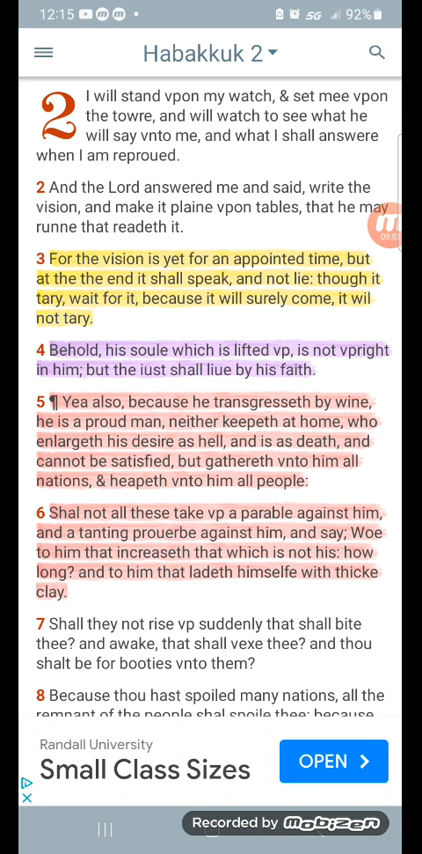 12:15 5G 92%
Habakkuk 2
2 I will stand vpon my watch, & set mee vpon
the towre, and will watch to see what he
will say vnto me, and what I shall answere
when I am reproued.
2 And the Lord answered me and said, write the
vision, and make it plaine vpon tables, that he may
runne that readeth it.
09:57
3 For the vision is yet for an appointed time, but
at the the end it shall speak, and not lie: though it
tary, wait for it, because it will surely come, it wil
not tary.
4 Behold, his soule which is lifted vp, is not vpright
in him; but the iust shall liue by his faith.
5 ¶ Yea also, because he transgresseth by wine,
he is a proud man, neither keepeth at home, who
enlargeth his desire as hell, and is as death, and
cannot be satisfied, but gathereth vnto him all
nations, & heapeth vnto him all people:
6 Shal not all these take vp a parable against him,
and a tanting prouerbe against him, and say; Woe
to him that increaseth that which is not his: how
long? and to him that ladeth himselfe with thicke
clay.
7 Shall they not rise vp suddenly that shall bite
thee? and awake, that shall vexe thee? and thou
shalt be for booties vnto them?
8 Because thou hast spoiled many nations, all the
remnant of the people shal spoile thee: because
Randall University
Small Class Sizes
OPEN
Recorded by mobizen